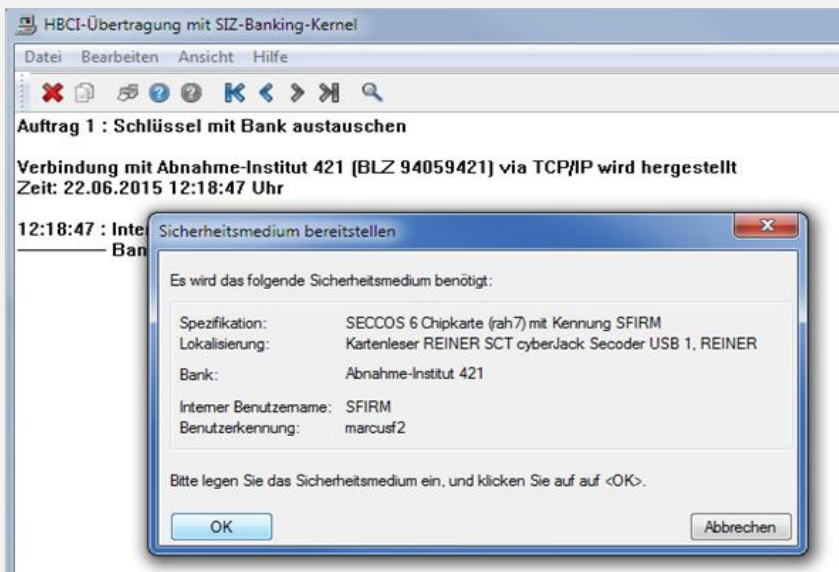 HBCI-Übertragung mit SIZ-Banking-Kernel
Datei Bearbeiten Ansicht Hilfe
Auftrag 1 : Schlüssel mit Bank austauschen
Verbindung mit Abnahme-Institut 421 (BLZ 94059421) via TCP/IP wird hergestellt
Zeit: 22.06.2015 12:18:47 Uhr
12:18:47 :
Sicherheitsmedium bereitstellen
Es wird das folgende Sicherheitsmedium benötigt:
Spezifikation: SECCOS 6 Chipkarte (rah7) mit Kennung SFIRM
Lokalisierung: Kartenleser REINER SCT cyberJack Secoder USB 1, REINER
Bank: Abnahme-Institut 421
Interner Benutzername: SFIRM
Benutzerkennung: marcusf2
Bitte legen Sie das Sicherheitsmedium ein, und klicken Sie auf auf <OK>.
OK Abbrechen